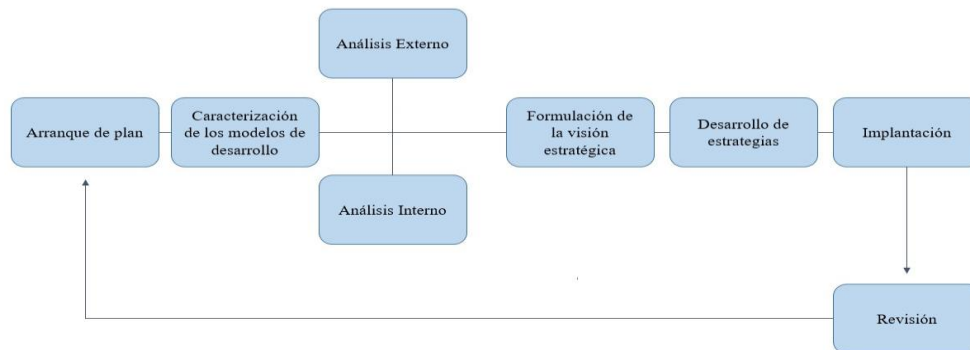 Análisis Externo
Arranque de plan
Caracterización
de los modelos de
desarrollo
Análisis Interno
Formulación de
la visión
estratégica
Desarrollo de
estrategias
Implantación
Revisión